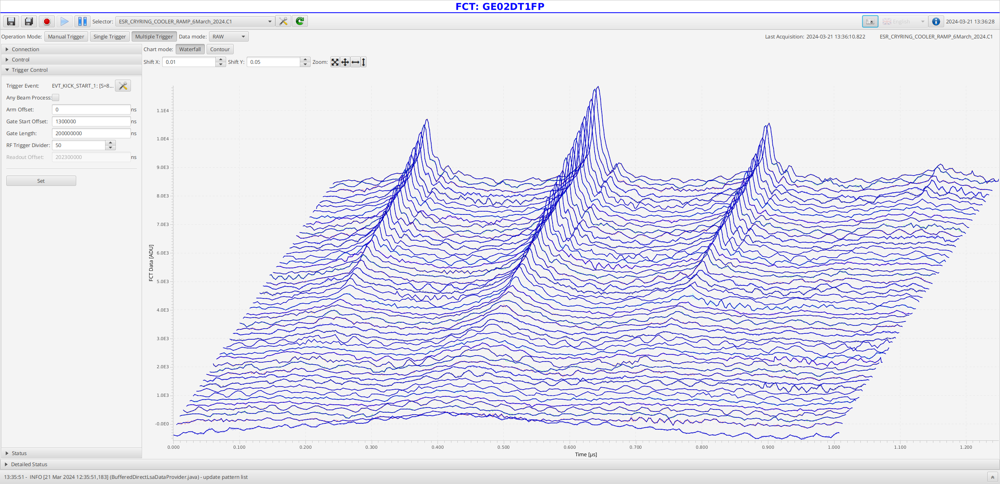 FCT: GE02DT1FP
Selector: ESR_CRYRING_COOLER_RAMP_6March_2024.C1 English 2024-03-21 13:36:28
Operation Mode: Manual Trigger Single Trigger Multiple Trigger Data mode: RAW Last Acquisition: 2024-03-21 13:36:10.822 ESR_CRYRING_COOLER_RAMP_6March_2024.C1
Connection
Control
Trigger Control
Trigger Event: EVT_KICK_START_1: [S=8...
Any Beam Process:
Arm Offset: 0 ns
Gate Start Offset: 1300000 ns
Gate Length: 200000000 ns
RF Trigger Divider: 50
Readout Offset: 202300000 ns
Set
Status
Chart mode: Waterfall Contour
Shift X: 0.01 Shift Y: 0.05 Zoom:
FCT Data [ADU]
1.1E4
1.0E4
9.0E3
8.0E3
7.0E3
6.0E3
5.0E3
4.0E3
3.0E3
2.0E3
1.0E3
-0.0E0
0.000 0.100 0.200 0.300 0.400 0.500 0.600 0.700 0.800 0.900 1.000 1.100 1.200
Time [µs]
Detailed Status
13:35:51 - INFO [21 Mar 2024 12:35:51,183] (BufferedDirectLsaDataProvider.java) - update pattern list